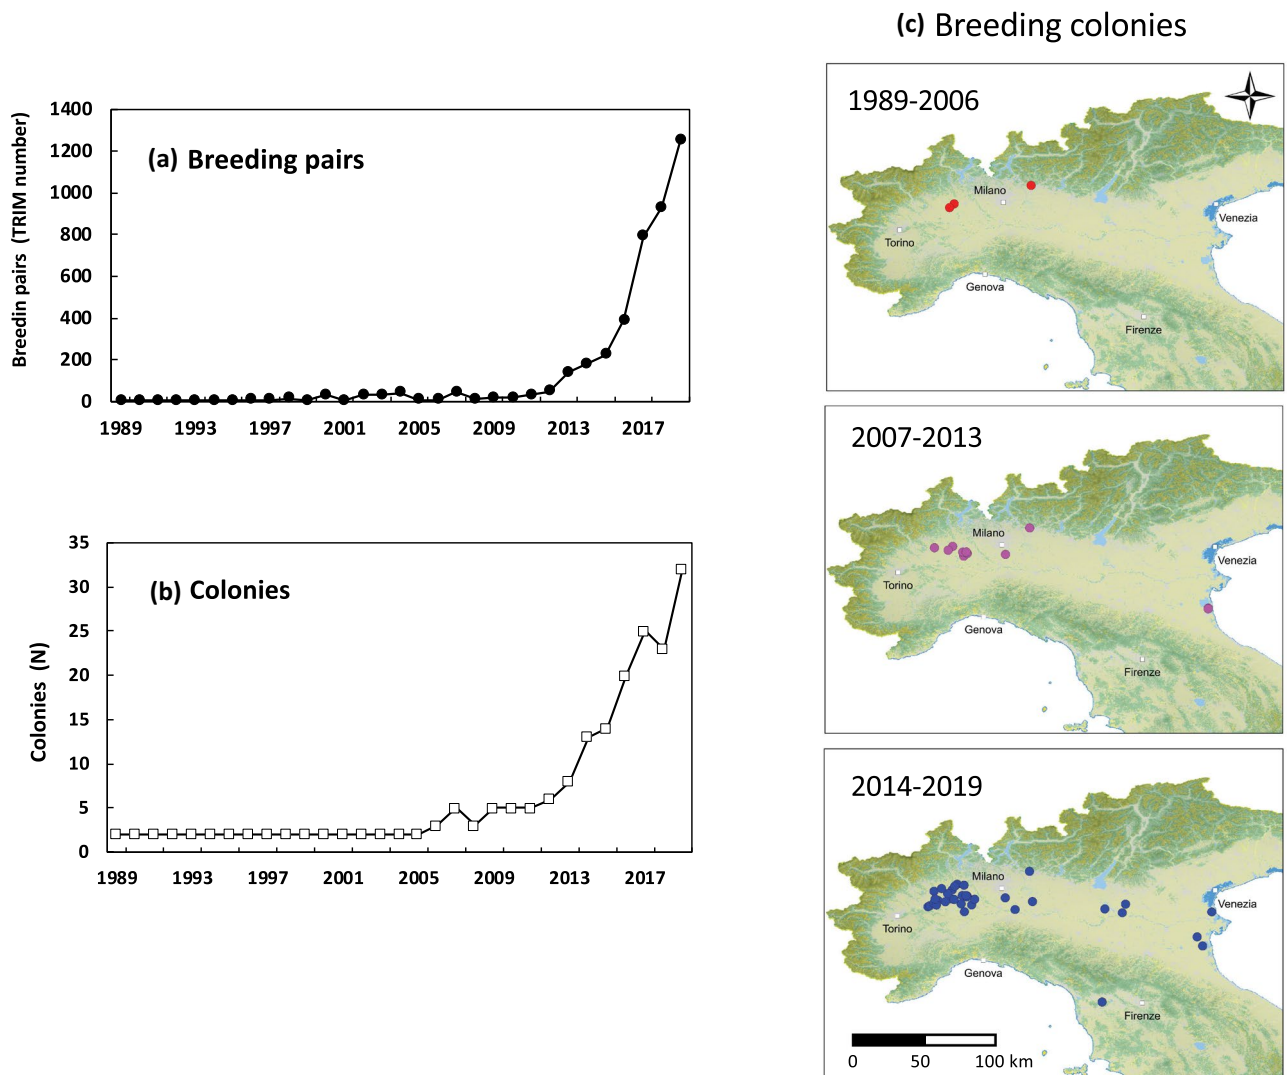 (c) Breeding colonies
1400
1200
1000
800
600
400
200
0
Breedin pairs (TRIM number)
(a) Breeding pairs
1989 1993 1997 2001 2005 2009 2013 2017
35
30
25
20
15
10
5
0
Colonies (N)
(b) Colonies
1989 1993 1997 2001 2005 2009 2013 2017
1989-2006
Milano
Venezia
Torino
Genova
Firenze
2007-2013
Milano
Venezia
Torino
Genova
Firenze
2014-2019
Milano
Venezia
Torino
Genova
Firenze
0 50 100 km